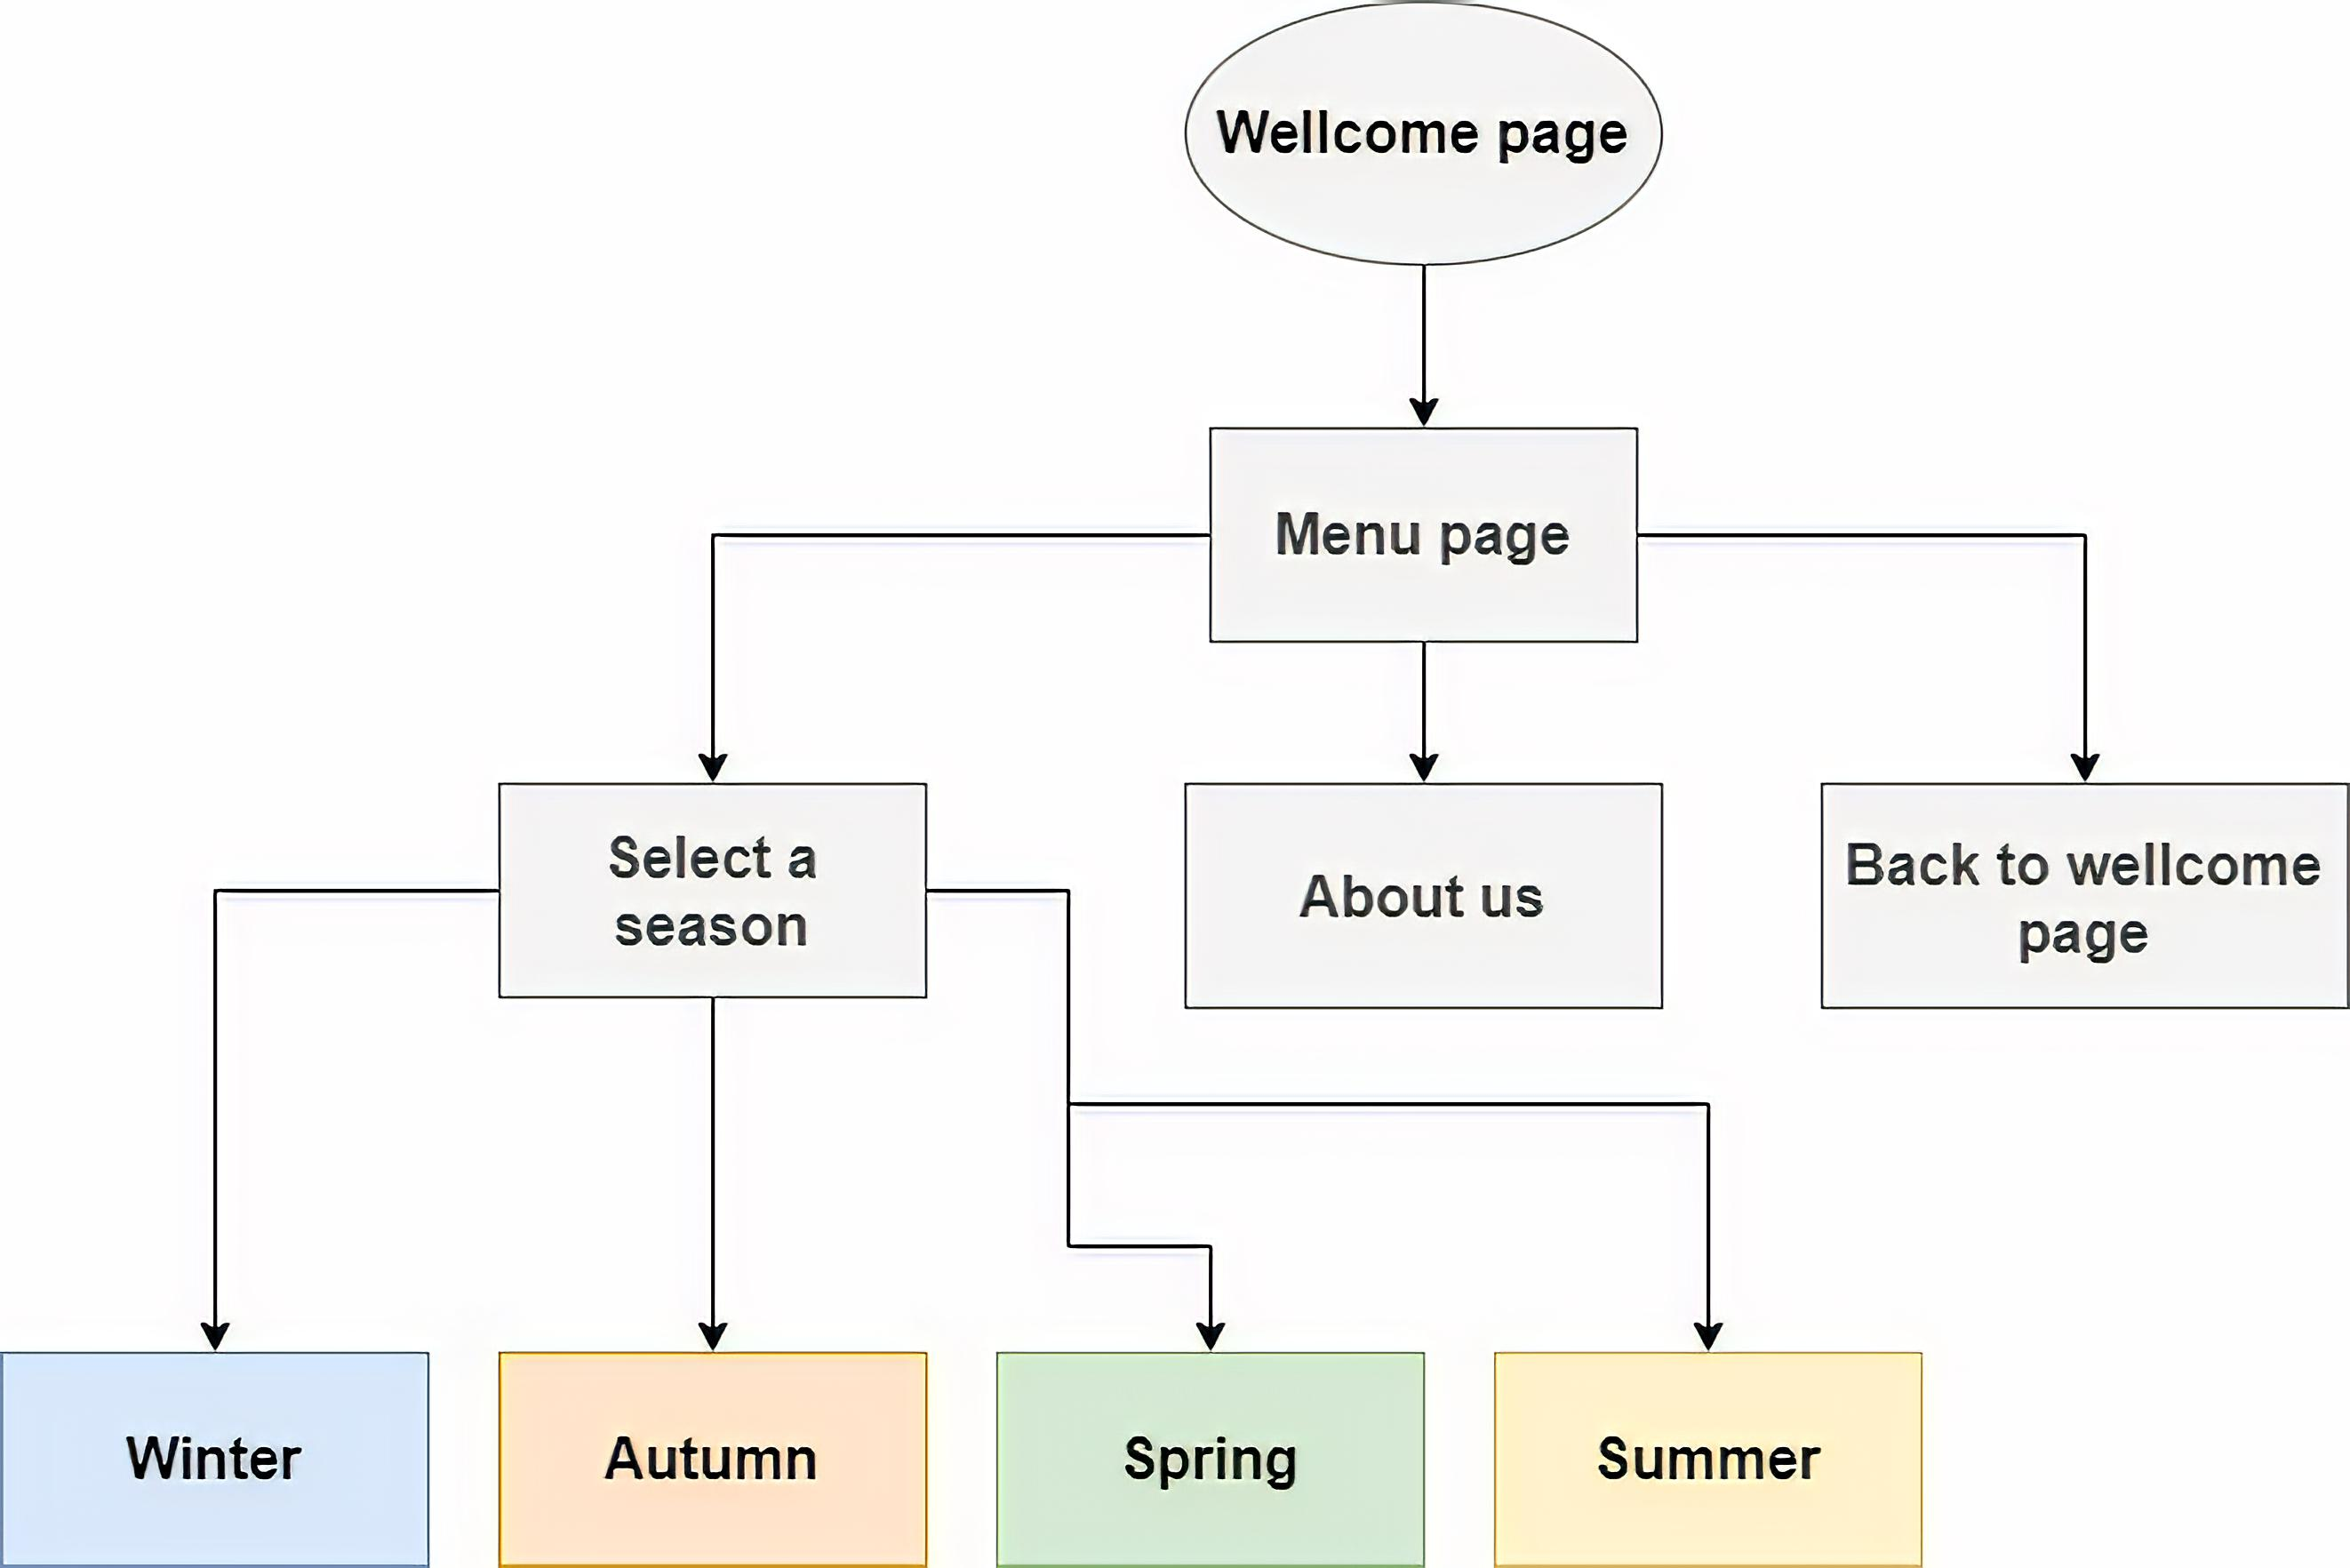 Wellcome page
Menu page
Select a
season
About us
Back to wellcome
page
Winter
Autumn
Spring
Summer